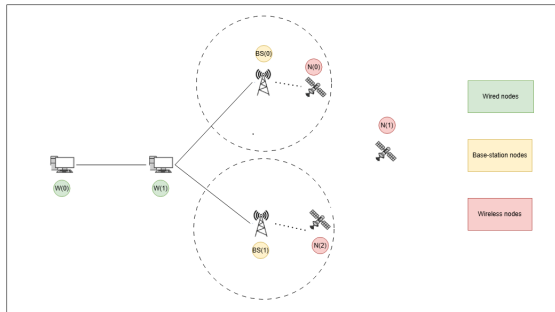 BS(0)
N(0)
Wired nodes
N(1)
Base-station nodes
W(0)
W(1)
Wireless nodes
BS(1)
N(2)